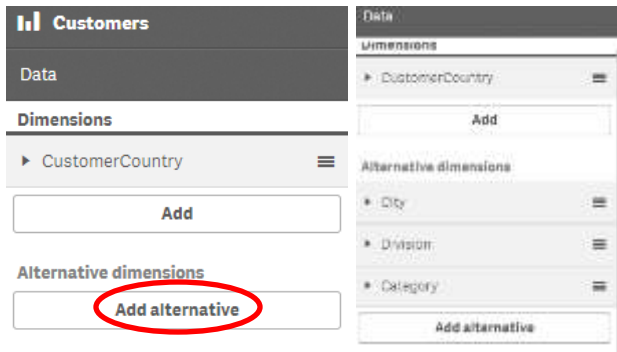 Customers
Data
Dimensions
CustomerCountry
Add
Alternative dimensions
Add alternative
Data
Dimensions
CustomerCountry
Add
Alternative dimensions
City
Division
Category
Add alternative